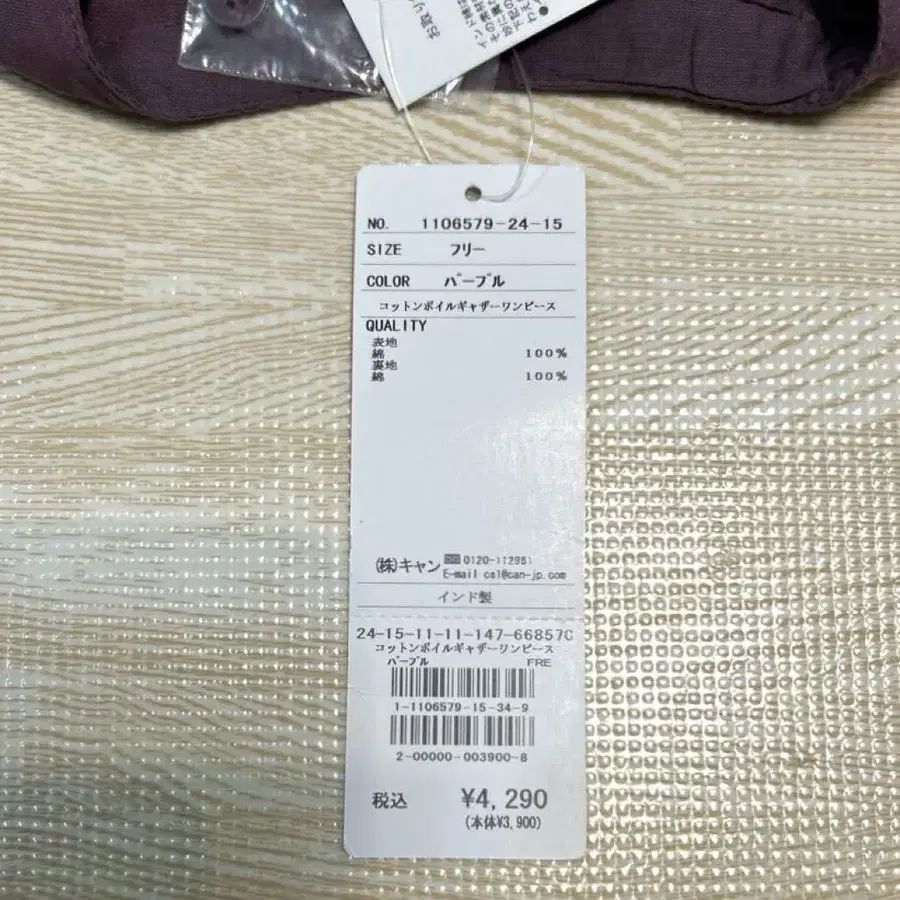 お取り
NO. 1106579-24-15
SIZE フリー
COLOR パープル
コットンボイルギャザーワンピース
QUALITY
表地
綿 100%
裏地
綿 100%
㈱キャン 0120-112961
E-mail cs1@can-jp.com
インド製
24-15-11-11-147-66857C
コットンボイルギャザーワンピース
パープル FRE
1-1106579-15-34-9
2-00000-003900-8
税込 ¥4,290
(本体¥3,900)